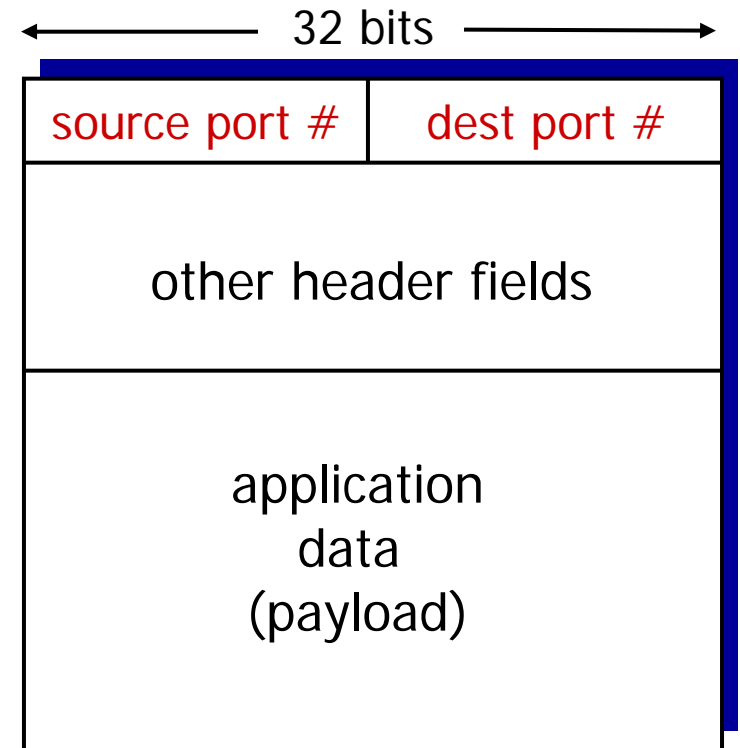 32 bits
source port # dest port #
other header fields
application
data
(payload)